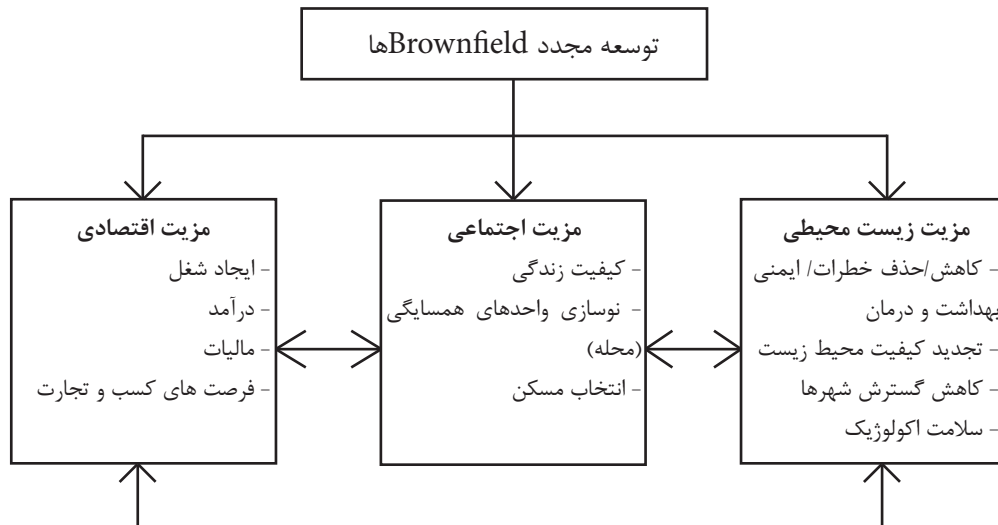 توسعه مجدد Brownfieldها
مزیت زیست محیطی
- کاهش/حذف خطرات/ ایمنی
بهداشت و درمان
- تجدید کیفیت محیط زیست
- کاهش گسترش شهرها
- سلامت اکولوژیک
مزیت اجتماعی
- کیفیت زندگی
- نوسازی واحدهای همسایگی
(محله)
- انتخاب مسکن
مزیت اقتصادی
- ایجاد شغل
- درآمد
- مالیات
- فرصت های کسب و تجارت